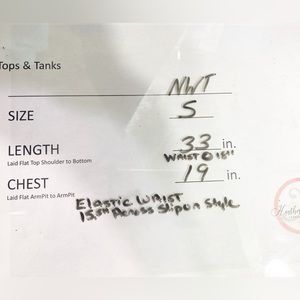 Tops & Tanks
NWT
SIZE S
LENGTH 33 in.
Laid Flat Top Shoulder to Bottom WAIST @ 15"
CHEST 19 in.
Laid Flat ArmPit to ArmPit
Elastic Waist
15.5" Across Slip on Style